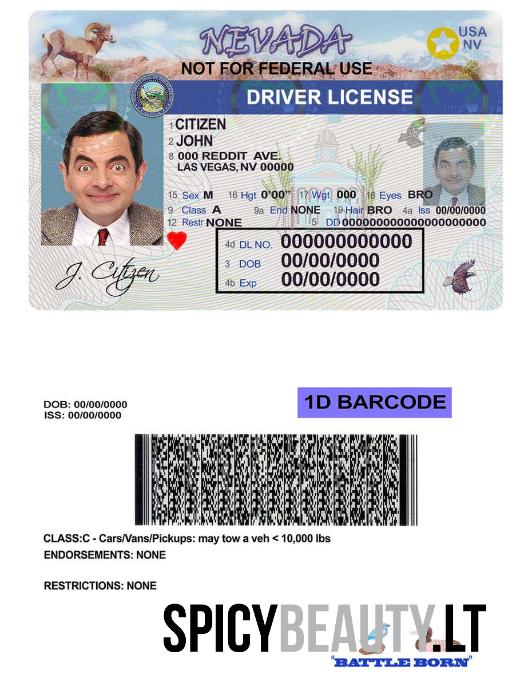 NEVADA
USA
NV
NOT FOR FEDERAL USE
DRIVER LICENSE
1 CITIZEN
2 JOHN
8 000 REDDIT AVE.
LAS VEGAS, NV 00000
15 Sex M 16 Hgt 0'00" 17 Wgt 000 18 Eyes BRO
9 Class A 9a End NONE 19 Hair BRO 4a Iss 00/00/0000
12 Restr NONE 5 DD 00000000000000000000
4d DL NO. 000000000000
3 DOB 00/00/0000
4b Exp 00/00/0000
J. Citizen
DOB: 00/00/0000
ISS: 00/00/0000
1D BARCODE
CLASS:C - Cars/Vans/Pickups: may tow a veh < 10,000 lbs
ENDORSEMENTS: NONE
RESTRICTIONS: NONE
SPICYBEAUTY.LT
"BATTLE BORN"